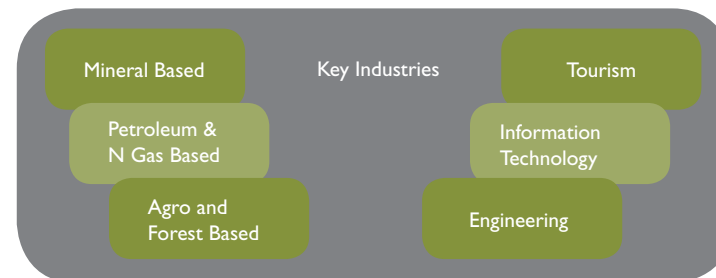 Mineral Based
Key Industries
Tourism
Petroleum &
N Gas Based
Information
Technology
Agro and
Forest Based
Engineering